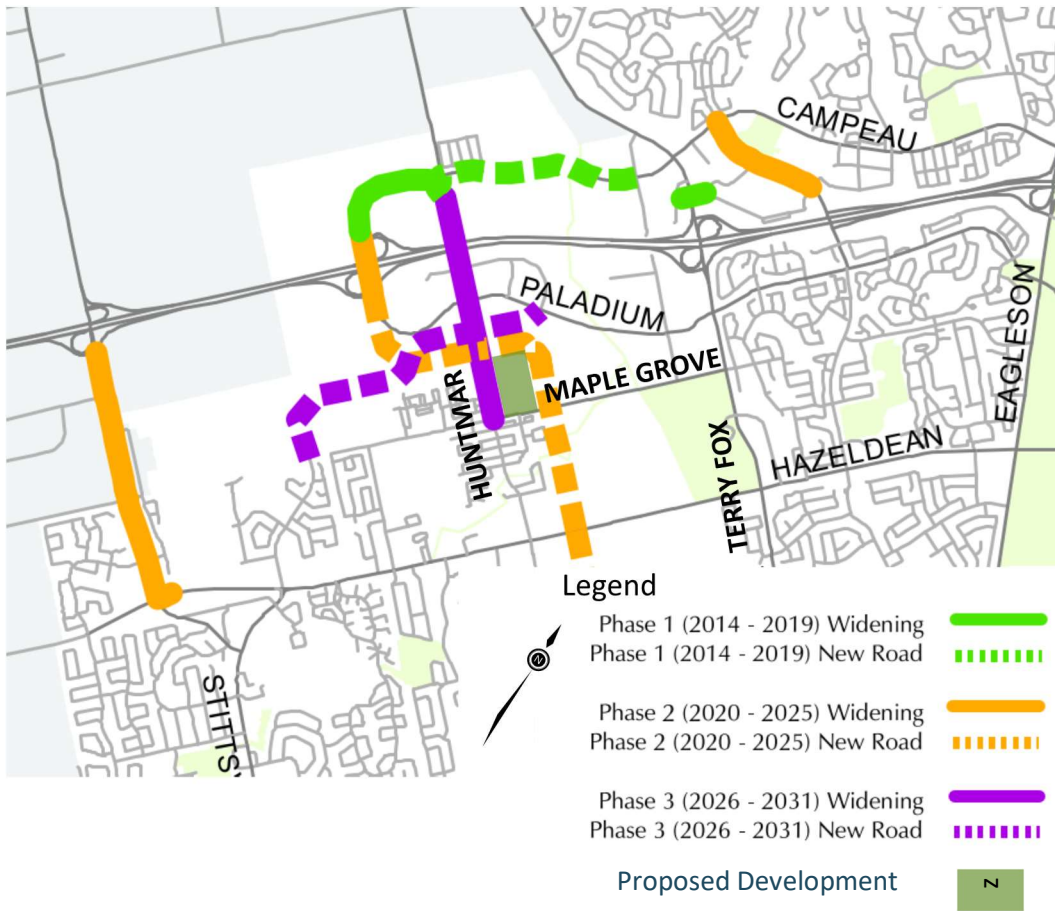 CAMPEAU
PALADIUM
MAPLE GROVE
HUNTMAR
EAGLESON
HAZELDEAN
TERRY FOX
STITTSV
Legend
Phase 1 (2014 - 2019) Widening
Phase 1 (2014 - 2019) New Road
N
Phase 2 (2020 - 2025) Widening
Phase 2 (2020 - 2025) New Road
Phase 3 (2026 - 2031) Widening
Phase 3 (2026 - 2031) New Road
Proposed Development
N